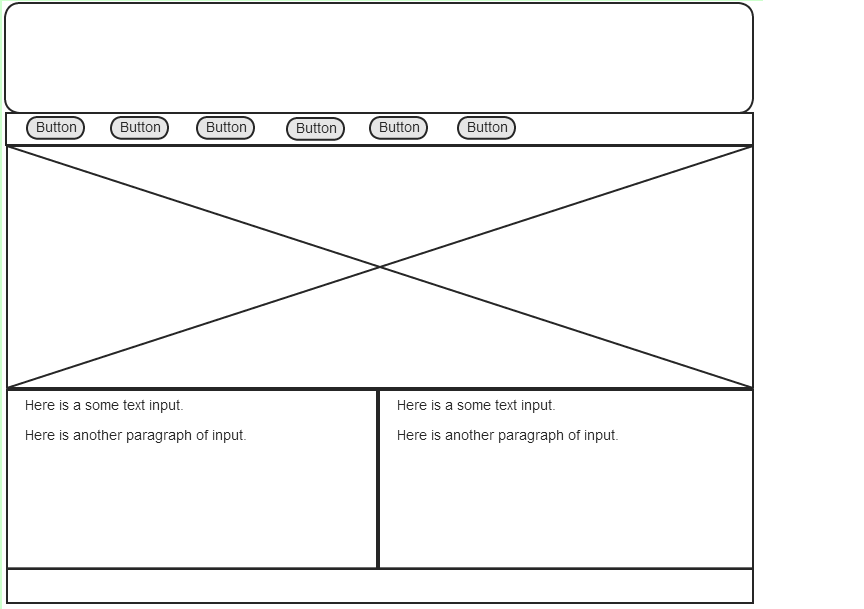 Button Button Button Button Button Button
Here is a some text input.
Here is another paragraph of input.
Here is a some text input.
Here is another paragraph of input.